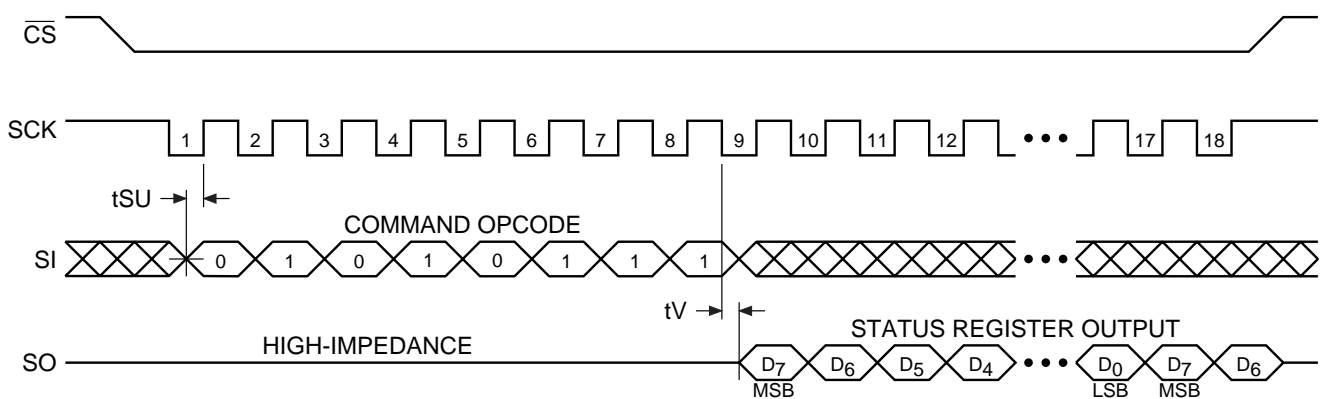 CS
SCK 1 2 3 4 5 6 7 8 9 10 11 12 ••• 17 18
tSU
COMMAND OPCODE
SI 0 1 0 1 0 1 1 1 •••
tV
HIGH-IMPEDANCE STATUS REGISTER OUTPUT
SO D7 D6 D5 D4 ••• D0 D7 D6
MSB LSB MSB